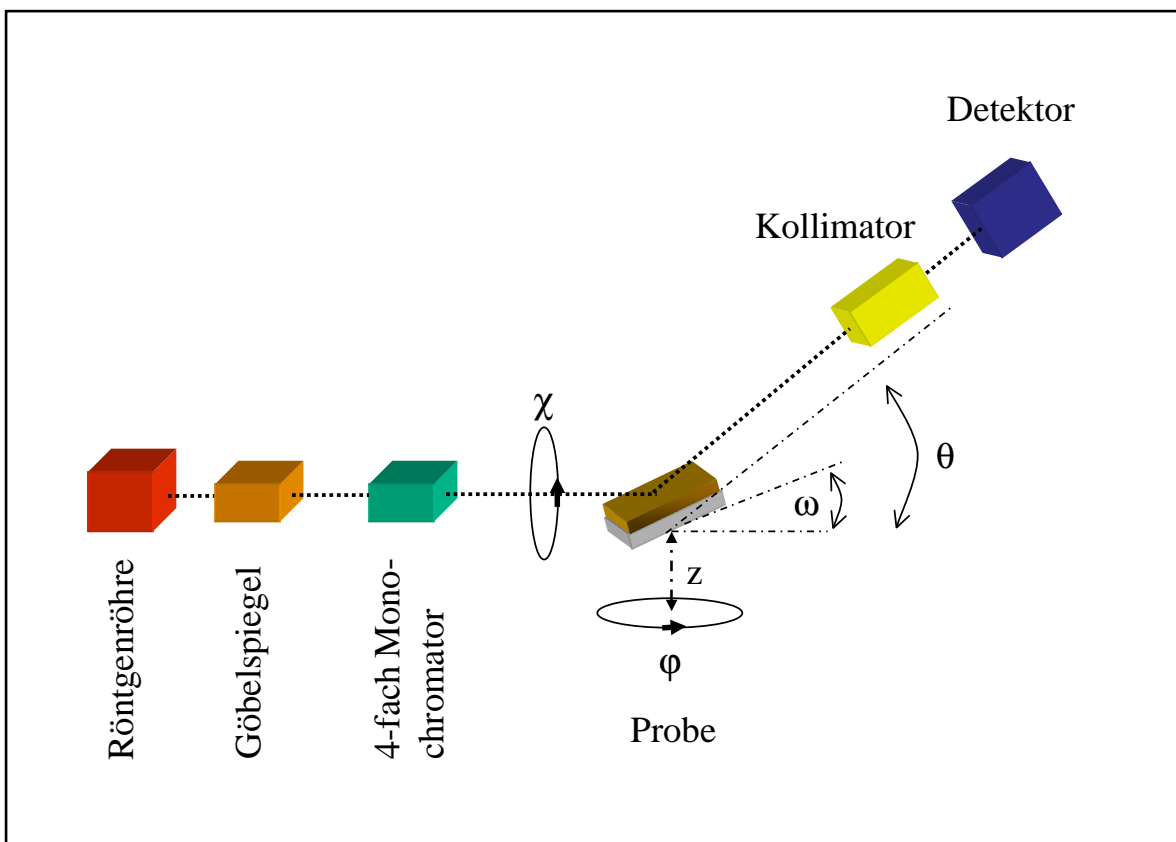 Detektor
Kollimator
χ
θ
ω
z
φ
Probe
Röntgenröhre
Göbelspiegel
4-fach Mono-
chromator